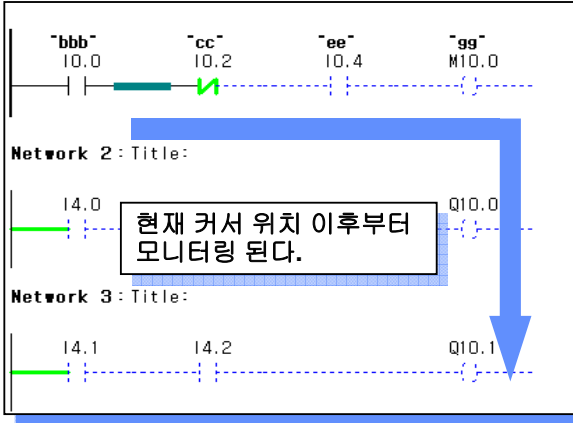 "bbb" "cc" "ee" "gg"
I0.0 I0.2 I0.4 M10.0
Network 2 : Title:
I4.0 Q10.0
현재 커서 위치 이후부터
모니터링 된다.
Network 3 : Title:
I4.1 I4.2 Q10.1